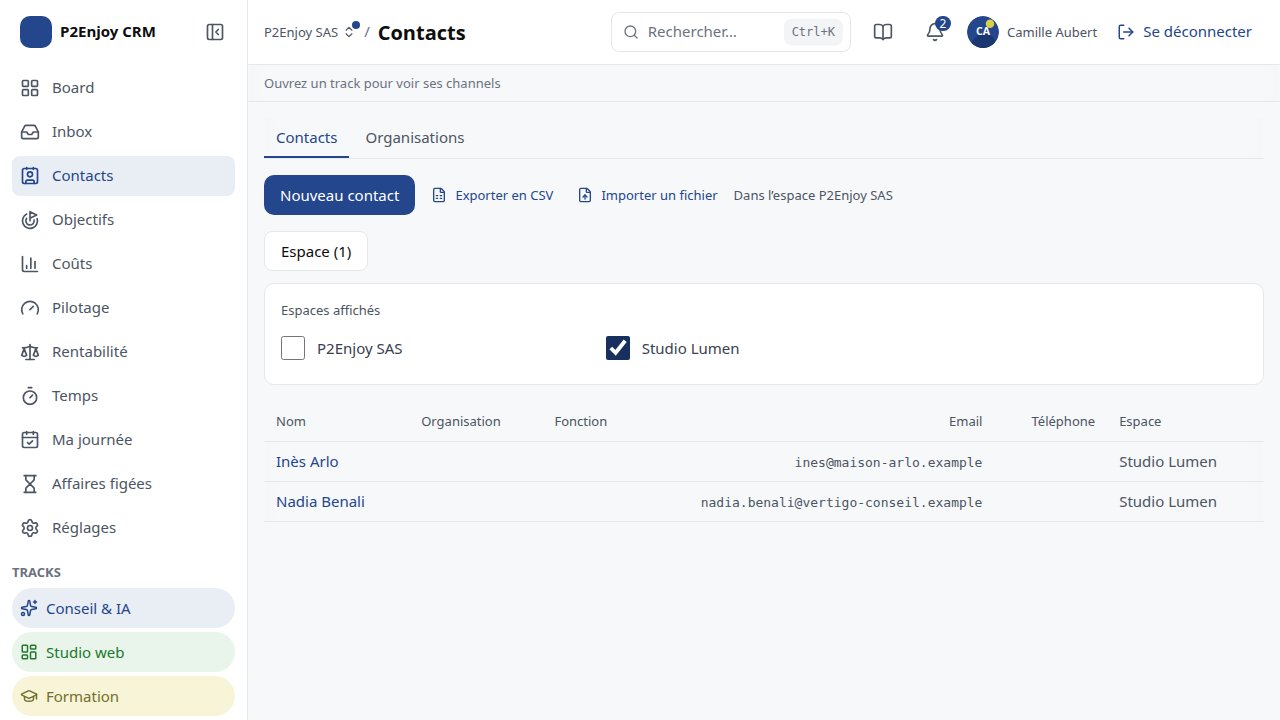 P2Enjoy CRM
Board
Inbox
Contacts
Objectifs
Coûts
Pilotage
Rentabilité
Temps
Ma journée
Affaires figées
Réglages
TRACKS
Conseil & IA
Studio web
Formation
P2Enjoy SAS / Contacts
Rechercher... Ctrl+K
2
CA Camille Aubert
Se déconnecter
Ouvrez un track pour voir ses channels
Contacts Organisations
Nouveau contact Exporter en CSV Importer un fichier Dans l’espace P2Enjoy SAS
Espace (1)
Espaces affichés
P2Enjoy SAS Studio Lumen
Nom Organisation Fonction Email Téléphone Espace
Inès Arlo ines@maison-arlo.example Studio Lumen
Nadia Benali nadia.benali@vertigo-conseil.example Studio Lumen